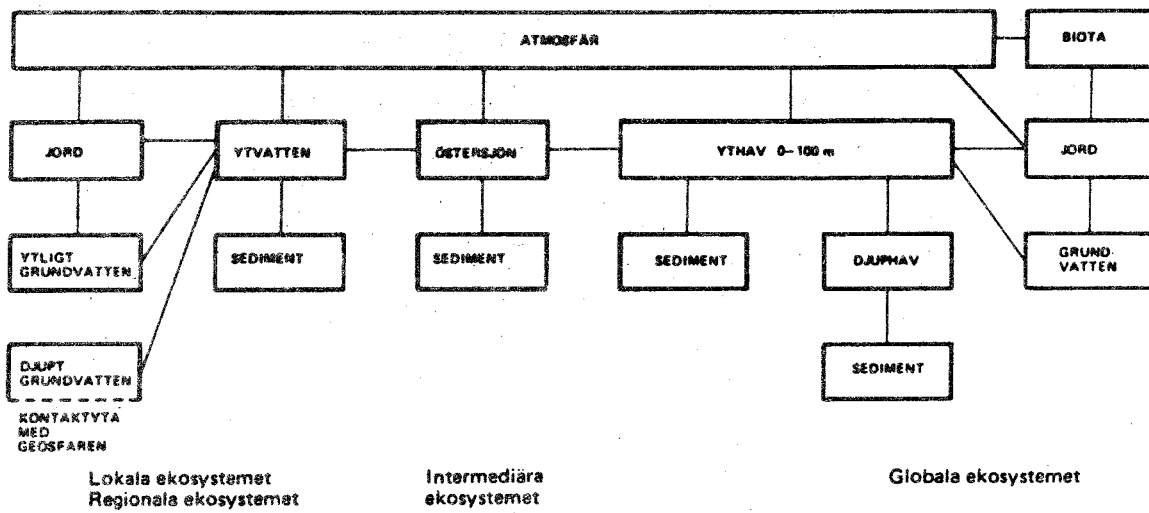 ATMOSFÄR
BIOTA
JORD
YTVATTEN
ÖSTERSJÖN
YTHAV 0-100 m
JORD
YTLIGT
GRUNDVATTEN
SEDIMENT
SEDIMENT
SEDIMENT
DJUPHAV
GRUND-
VATTEN
DJUPT
GRUNDVATTEN
SEDIMENT
KONTAKTYTA
MED
GEOSFÄREN
Lokala ekosystemet
Regionala ekosystemet
Intermediära
ekosystemet
Globala ekosystemet